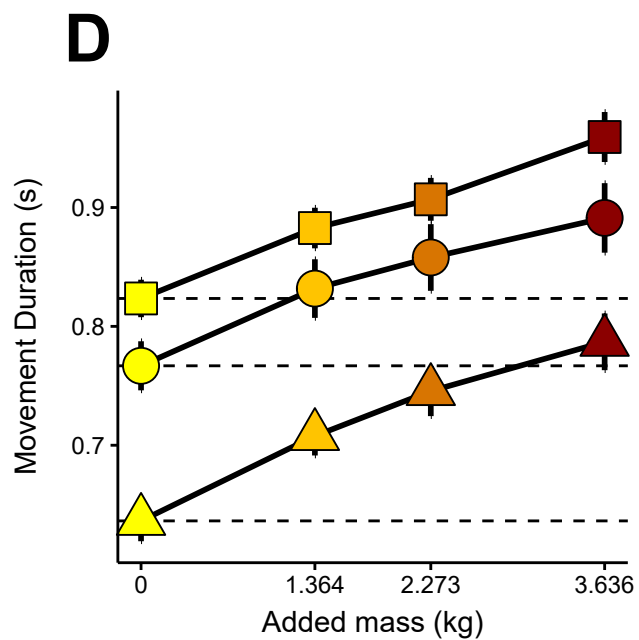 D
Movement Duration (s)
0.9
0.8
0.7
0 1.364 2.273 3.636
Added mass (kg)